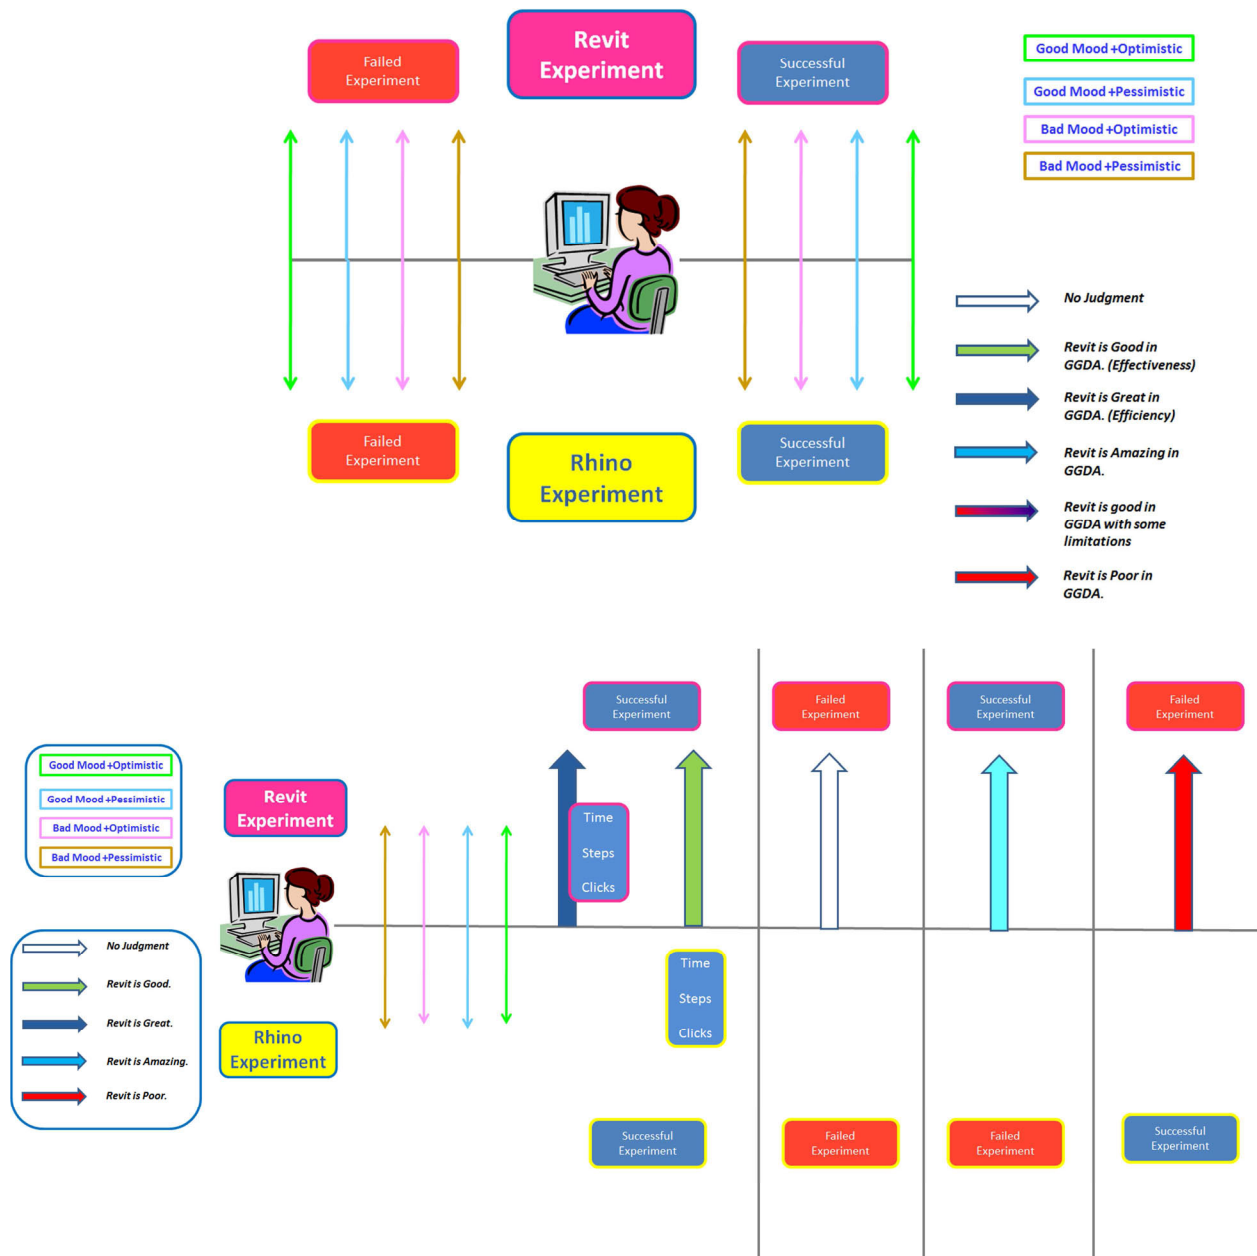 Failed
Experiment
Revit
Experiment
Successful
Experiment
Good Mood +Optimistic
Good Mood +Pessimistic
Bad Mood +Optimistic
Bad Mood +Pessimistic
No Judgment
Revit is Good in
GGDA. (Effectiveness)
Revit is Great in
GGDA. (Efficiency)
Revit is Amazing in
GGDA.
Revit is good in
GGDA with some
limitations
Revit is Poor in
GGDA.
Failed
Experiment
Rhino
Experiment
Successful
Experiment
Good Mood +Optimistic
Good Mood +Pessimistic
Bad Mood +Optimistic
Bad Mood +Pessimistic
No Judgment
Revit is Good.
Revit is Great.
Revit is Amazing.
Revit is Poor.
Revit
Experiment
Rhino
Experiment
Successful
Experiment
Time
Steps
Clicks
Time
Steps
Clicks
Successful
Experiment
Failed
Experiment
Failed
Experiment
Successful
Experiment
Failed
Experiment
Failed
Experiment
Successful
Experiment